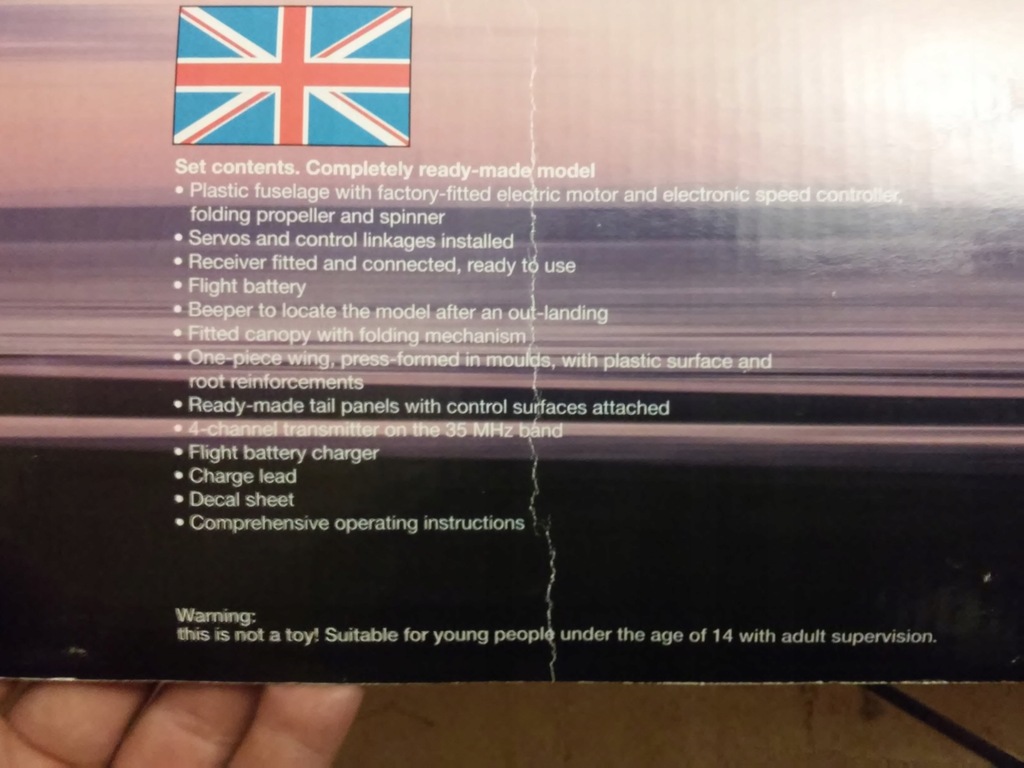 Set contents. Completely ready-made model
• Plastic fuselage with factory-fitted electric motor and electronic speed controller,
folding propeller and spinner
• Servos and control linkages installed
• Receiver fitted and connected, ready to use
• Flight battery
• Beeper to locate the model after an out-landing
• Fitted canopy with folding mechanism
• One-piece wing, press-formed in moulds, with plastic surface and
root reinforcements
• Ready-made tail panels with control surfaces attached
• 4-channel transmitter on the 35 MHz band
• Flight battery charger
• Charge lead
• Decal sheet
• Comprehensive operating instructions
Warning:
this is not a toy! Suitable for young people under the age of 14 with adult supervision.